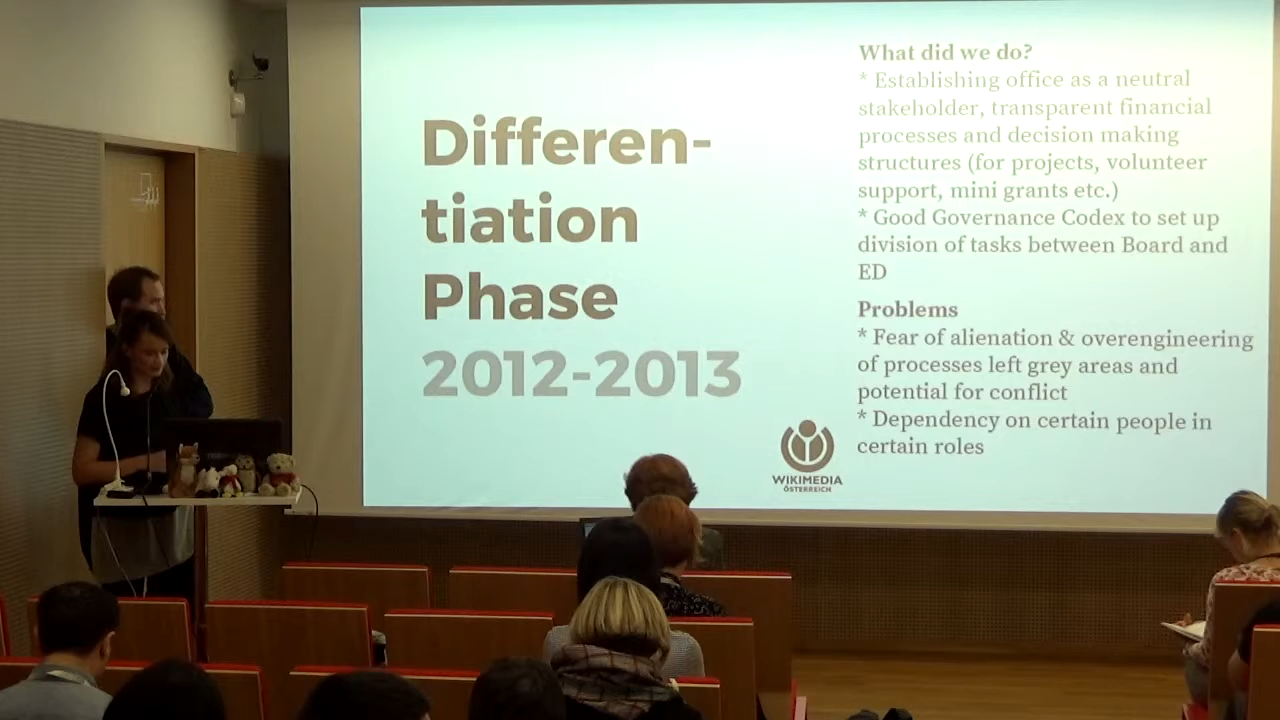 Differen-
tiation
Phase
2012-2013
What did we do?
* Establishing office as a neutral
stakeholder, transparent financial
processes and decision making
structures (for projects, volunteer
support, mini grants etc.)
* Good Governance Codex to set up
division of tasks between Board and
ED
Problems
* Fear of alienation & overengineering
of processes left grey areas and
potential for conflict
* Dependency on certain people in
certain roles
WIKIMEDIA
ÖSTERREICH